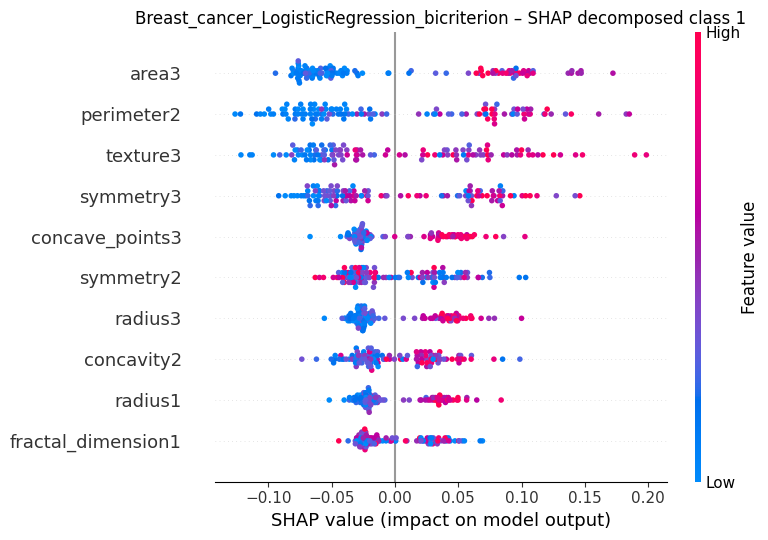 Breast_cancer_LogisticRegression_bicriterion – SHAP decomposed class 1
High
area3
perimeter2
texture3
symmetry3
concave_points3
symmetry2
radius3
concavity2
radius1
fractal_dimension1
Feature value
Low
−0.10 −0.05 0.00 0.05 0.10 0.15 0.20
SHAP value (impact on model output)